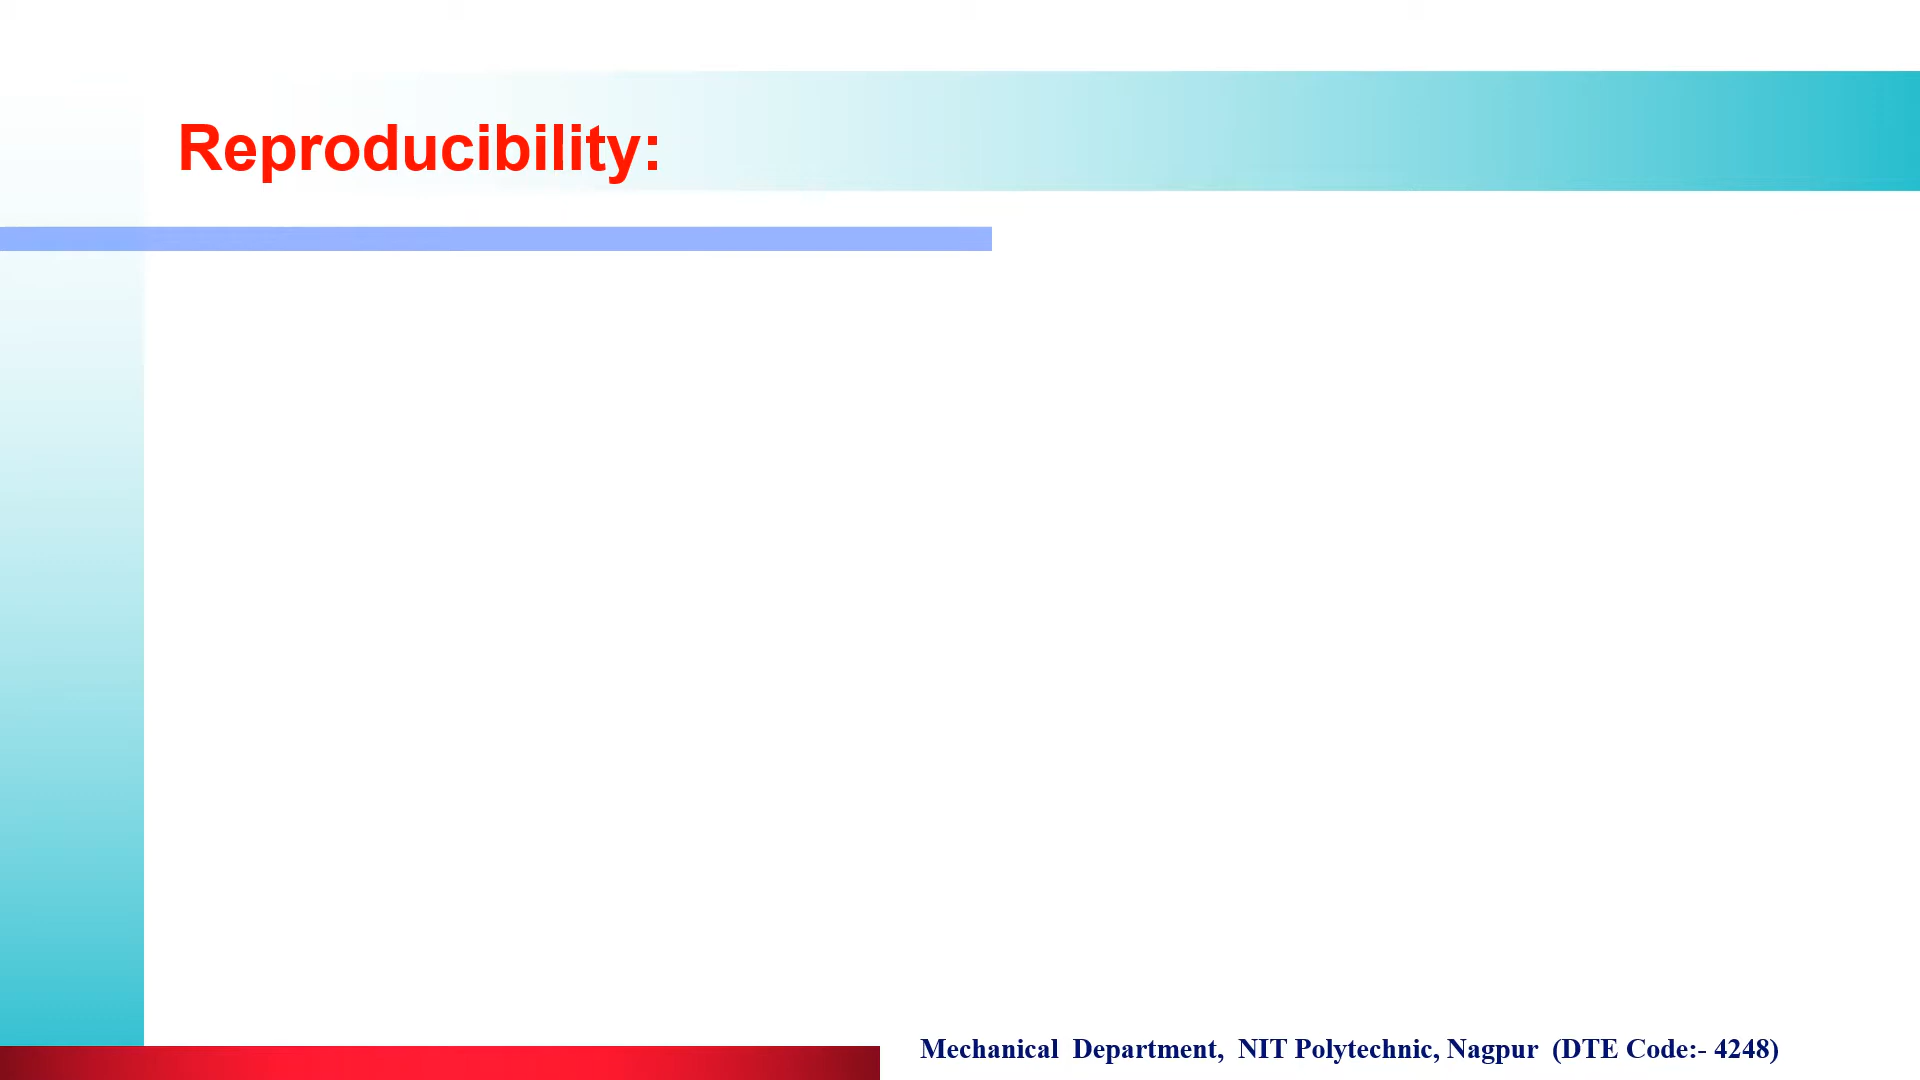 Reproducibility:
Mechanical Department, NIT Polytechnic, Nagpur (DTE Code:- 4248)